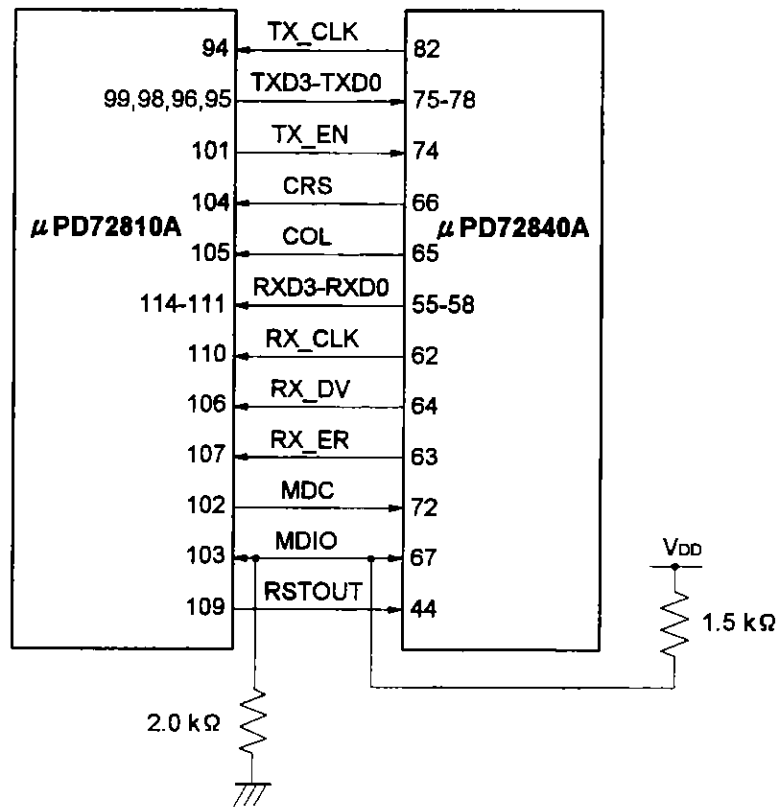 TX_CLK
94 82
99,98,96,95 TXD3-TXD0 75-78
TX_EN
101 74
CRS
104 66
μPD72810A μPD72840A
COL
105 65
RXD3-RXD0
114-111 55-58
RX_CLK
110 62
RX_DV
106 64
RX_ER
107 63
MDC
102 72
MDIO
103 67
VDD
RSTOUT
109 44
1.5 kΩ
2.0 kΩ